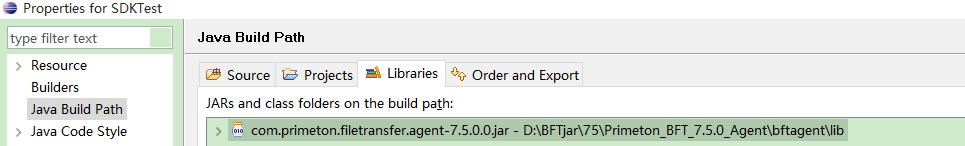 Properties for SDKTest
type filter text
Resource
Builders
Java Build Path
Java Code Style
Java Build Path
Source
Projects
Libraries
Order and Export
JARs and class folders on the build path:
com.primeton.filetransfer.agent-7.5.0.0.jar - D:\BFTjar\75\Primeton_BFT_7.5.0_Agent\bftagent\lib